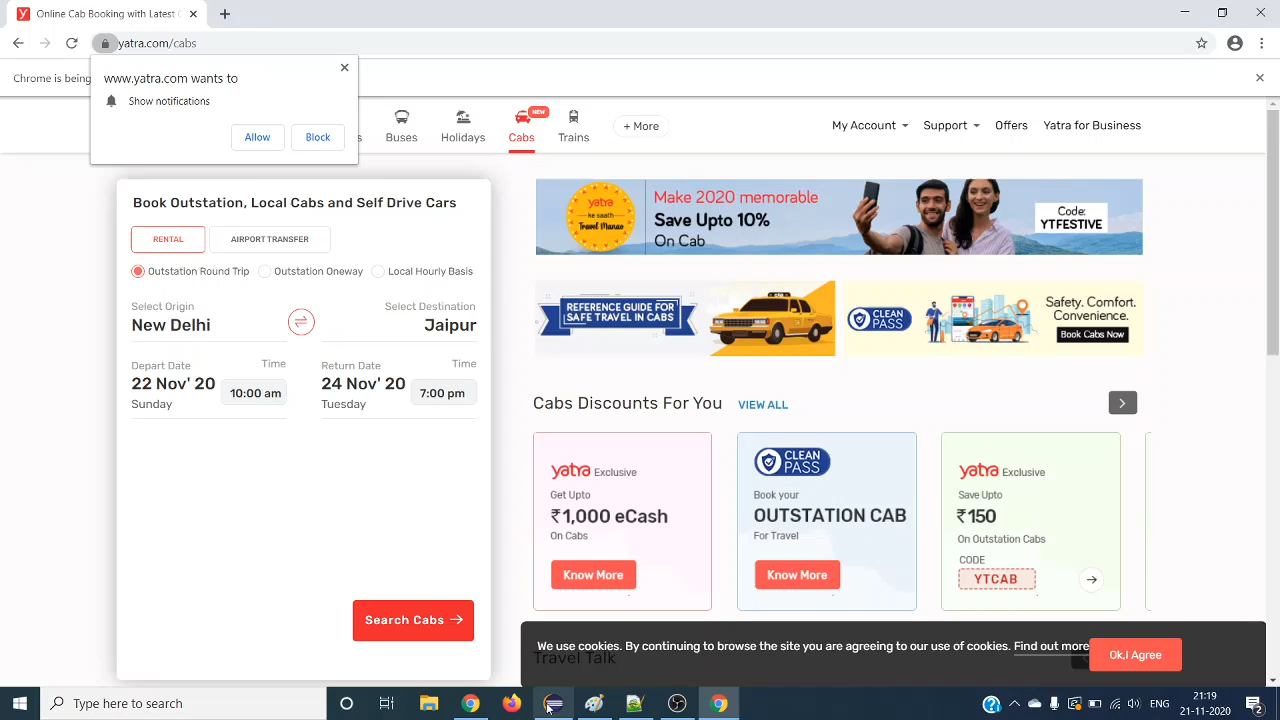 Online Cab Booking with Latest C
yatra.com/cabs
Chrome is being
www.yatra.com wants to
Show notifications
Allow
Block
s
Buses
Holidays
NEW
Cabs
Trains
+ More
My Account
Support
Offers
Yatra for Business
Book Outstation, Local Cabs and Self Drive Cars
RENTAL
AIRPORT TRANSFER
Outstation Round Trip
Outstation Oneway
Local Hourly Basis
Select Origin
New Delhi
Select Destination
Jaipur
Depart Date
Time
22 Nov' 20
10:00 am
Sunday
Return Date
Time
24 Nov' 20
7:00 pm
Tuesday
Search Cabs
yatra
ke saath
Travel Manao
Make 2020 memorable
Save Upto 10%
On Cab
Code:
YTFESTIVE
REFERENCE GUIDE FOR
SAFE TRAVEL IN CABS
CLEAN
PASS
Safety. Comfort.
Convenience.
Book Cabs Now
Cabs Discounts For You
VIEW ALL
yatra Exclusive
Get Upto
₹1,000 eCash
On Cabs
Know More
CLEAN
PASS
Book your
OUTSTATION CAB
For Travel
Know More
yatra Exclusive
Save Upto
₹150
On Outstation Cabs
CODE
YTCAB
We use cookies. By continuing to browse the site you are agreeing to our use of cookies. Find out more
Ok,I Agree
Travel Talk
Type here to search
21:19
21-11-2020